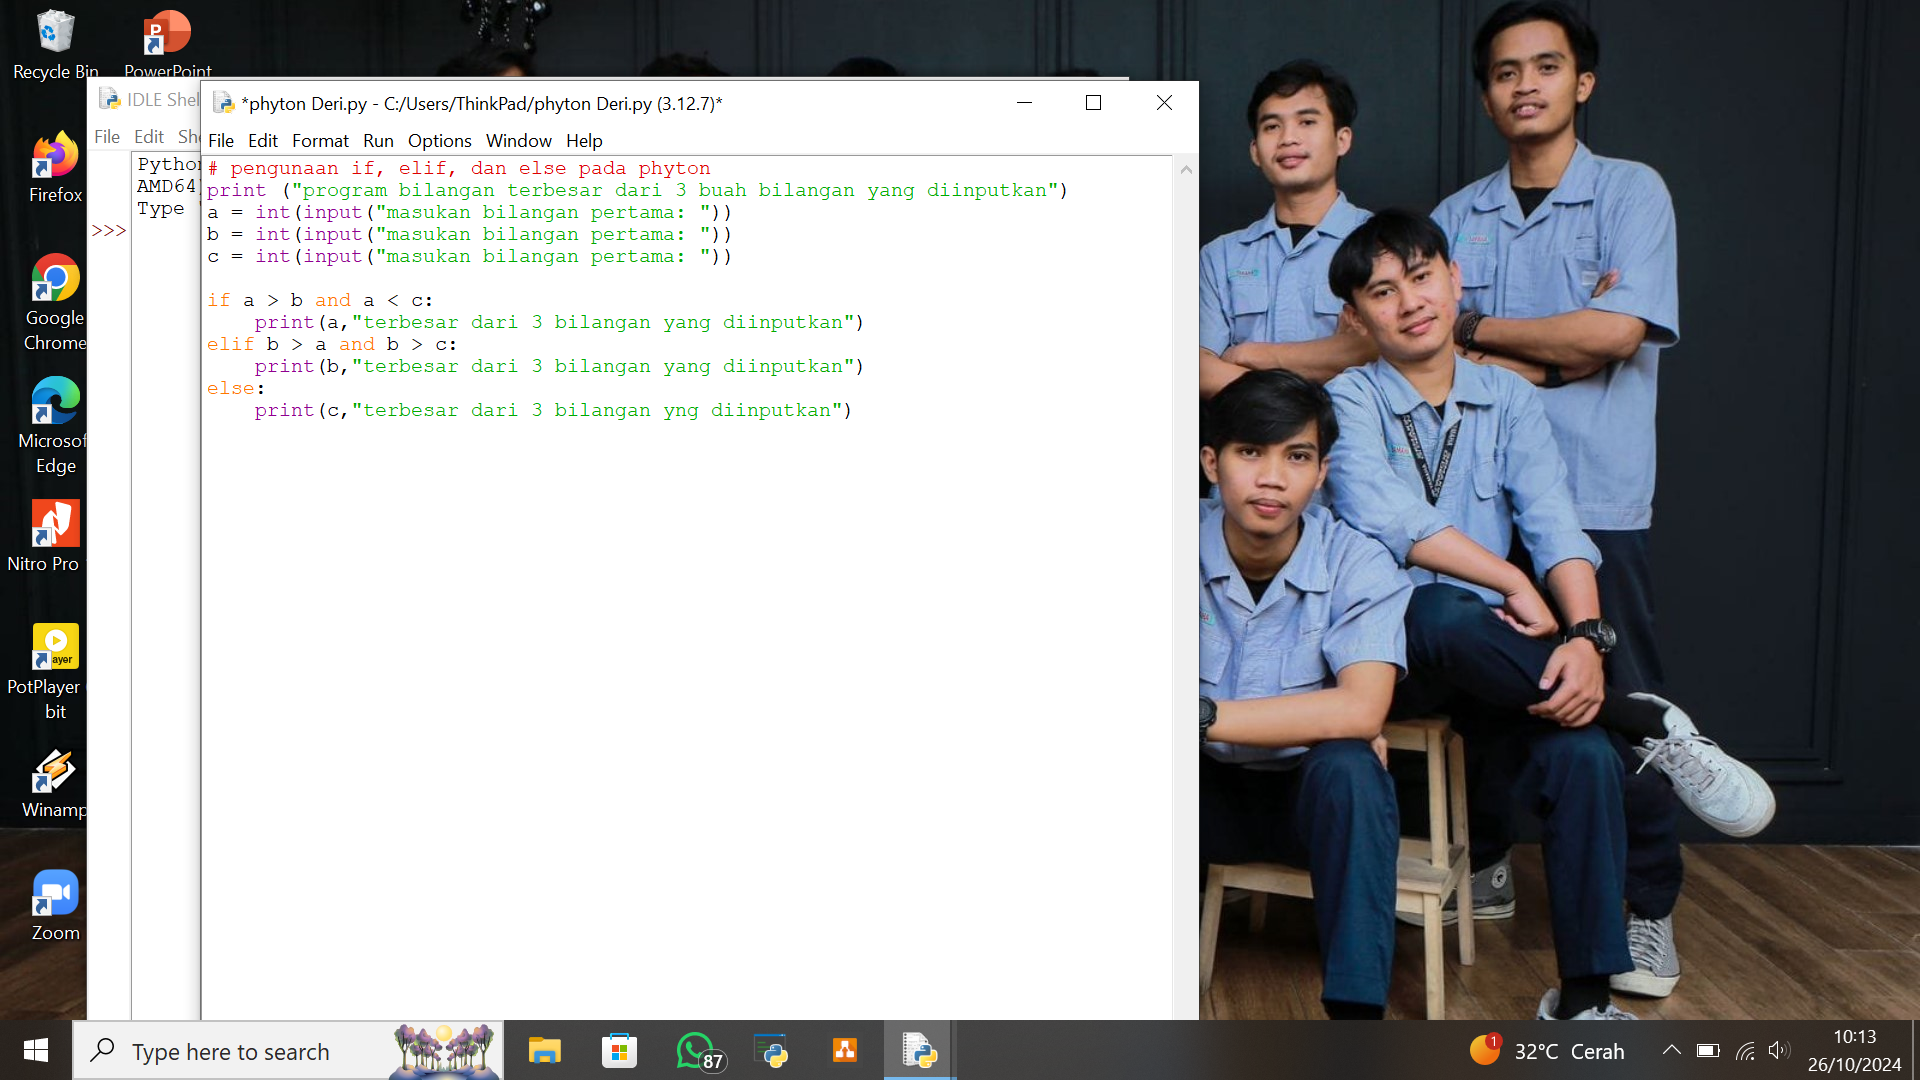 Recycle Bin
PowerPoint
Firefox
Google
Chrome
Edge
Nitro Pro
PotPlayer
bit
Winamp
Zoom
IDLE
File Edit
AMD64
Type
>>>
*phyton Deri.py - C:/Users/ThinkPad/phyton Deri.py (3.12.7)*
File Edit Format Run Options Window Help
# pengunaan if, elif, dan else pada phyton
print ("program bilangan terbesar dari 3 buah bilangan yang diinputkan")
a = int(input("masukan bilangan pertama: "))
b = int(input("masukan bilangan pertama: "))
c = int(input("masukan bilangan pertama: "))
if a > b and a < c:
    print(a,"terbesar dari 3 bilangan yang diinputkan")
elif b > a and b > c:
    print(b,"terbesar dari 3 bilangan yang diinputkan")
else:
    print(c,"terbesar dari 3 bilangan yng diinputkan")
Type here to search
87
1
32°C Cerah
10:13
26/10/2024